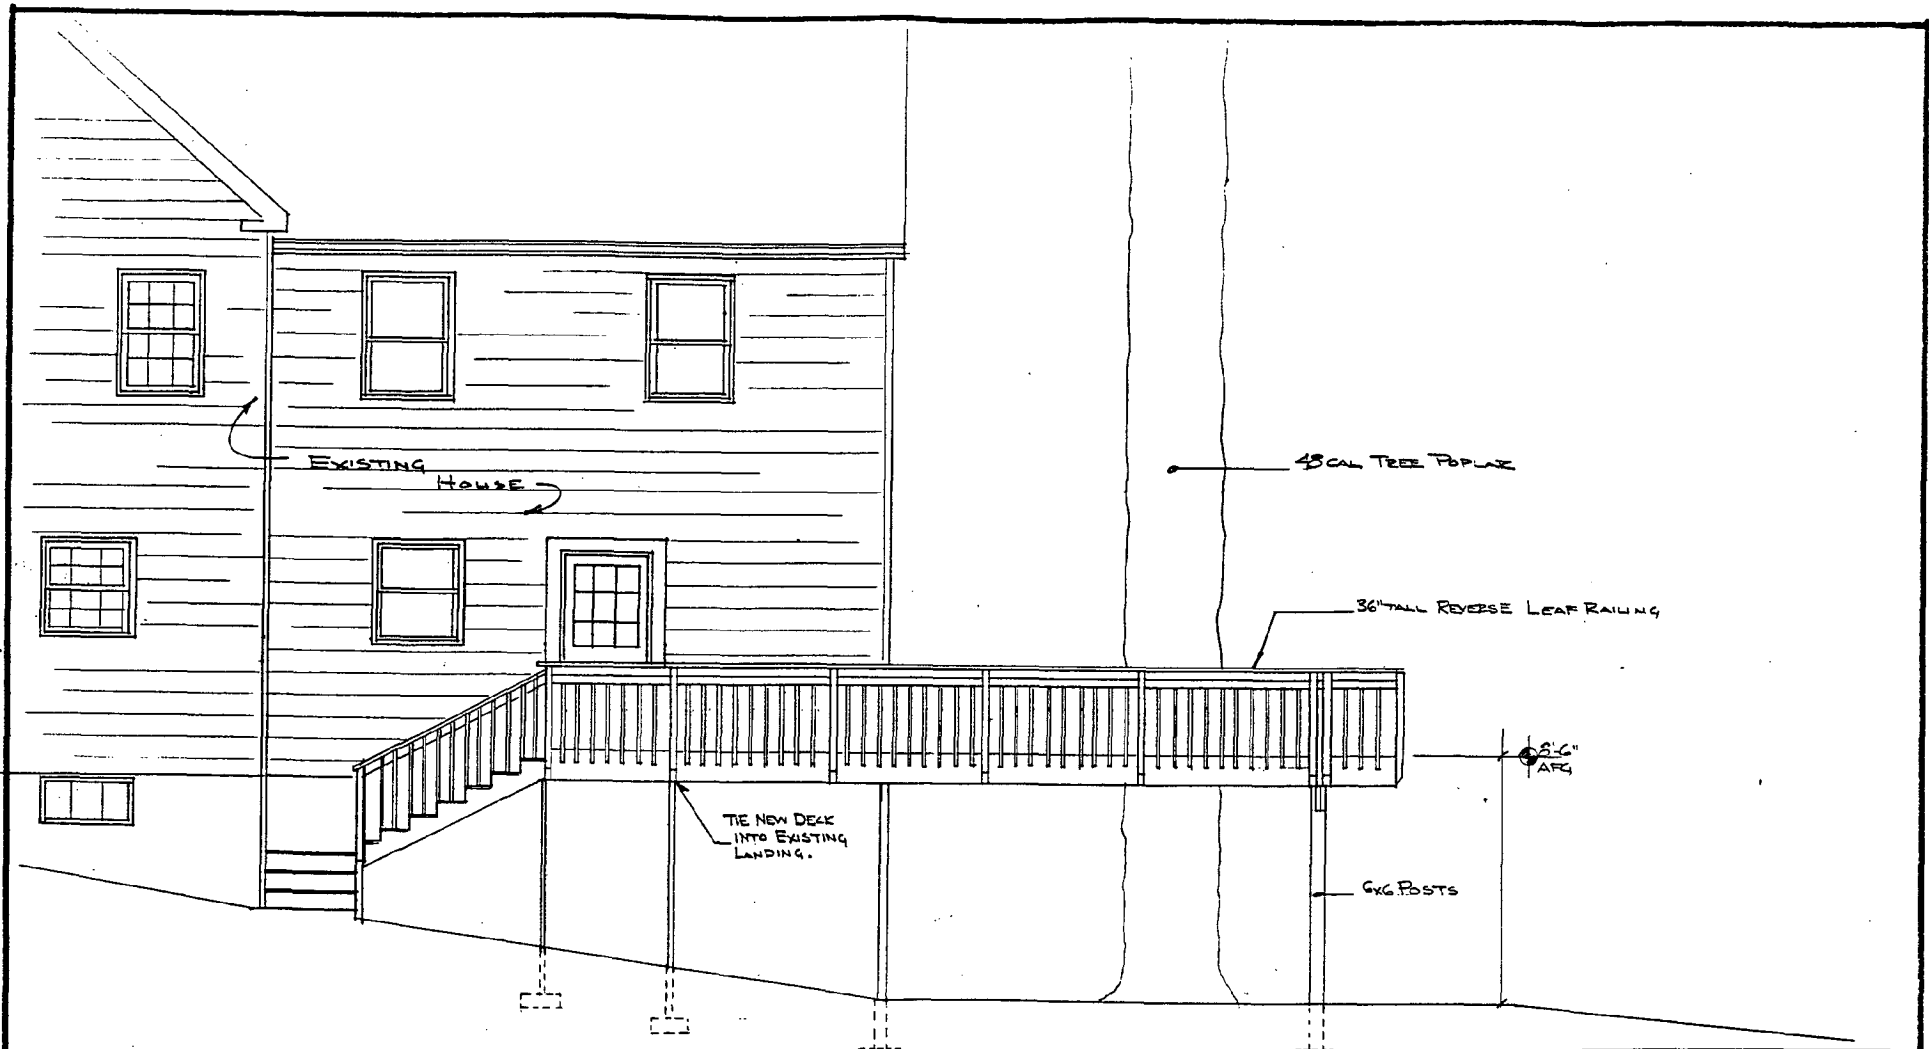 EXISTING
HOUSE
48 CAL TREE POPLAR
36" TALL REVERSE LEAF RAILING
8'-6"
AFG
TIE NEW DECK
INTO EXISTING
LANDING.
6x6 POSTS